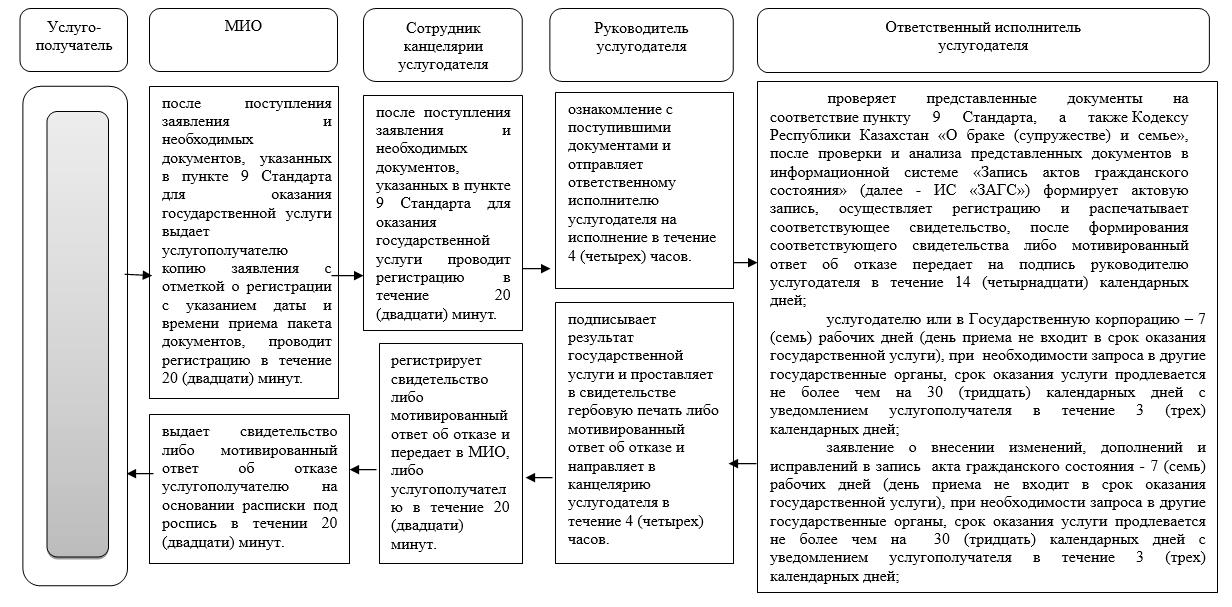 Услуго-
получатель
МИО
Сотрудник
канцелярии
услугодателя
Руководитель
услугодателя
Ответственный исполнитель
услугодателя
после поступления
заявления и
необходимых
документов, указанных
в пункте 9 Стандарта
для оказания
государственной услуги
выдает
услугополучателю
копию заявления с
отметкой о регистрации
с указанием даты и
времени приема пакета
документов, проводит
регистрацию в течение
20 (двадцати) минут.
после поступления
заявления и
необходимых
документов,
указанных в пункте
9 Стандарта для
оказания
государственной
услуги проводит
регистрацию в
течение 20
(двадцати) минут.
ознакомление с
поступившими
документами и
отправляет
ответственному
исполнителю
услугодателя на
исполнение в течение
4 (четырех) часов.
проверяет представленные документы на
соответствие пункту 9 Стандарта, а также Кодексу
Республики Казахстан «О браке (супружестве) и семье»,
после проверки и анализа представленных документов в
информационной системе «Запись актов гражданского
состояния» (далее - ИС «ЗАГС») формирует актовую
запись, осуществляет регистрацию и распечатывает
соответствующее свидетельство, после формирования
соответствующего свидетельства либо мотивированный
ответ об отказе передает на подпись руководителю
услугодателя в течение 14 (четырнадцати) календарных
дней;
услугодателю или в Государственную корпорацию – 7
(семь) рабочих дней (день приема не входит в срок оказания
государственной услуги), при необходимости запроса в другие
государственные органы, срок оказания услуги продлевается
не более чем на 30 (тридцать) календарных дней с
уведомлением услугополучателя в течение 3 (трех)
календарных дней;
заявление о внесении изменений, дополнений и
исправлений в запись акта гражданского состояния - 7 (семь)
рабочих дней (день приема не входит в срок оказания
государственной услуги), при необходимости запроса в другие
государственные органы, срок оказания услуги продлевается
не более чем на 30 (тридцать) календарных дней с
уведомлением услугополучателя в течение 3 (трех)
календарных дней;
подписывает
результат
государственной
услуги и проставляет
в свидетельстве
гербовую печать либо
мотивированный
ответ об отказе и
направляет в
канцелярию
услугодателя в
течение 4 (четырех)
часов.
регистрирует
свидетельство
либо
мотивированный
ответ об отказе и
передает в МИО,
либо
услугополучател
ю в течение 20
(двадцати)
минут.
выдает свидетельство
либо мотивированный
ответ об отказе
услугополучателю на
основании расписки под
роспись в течении 20
(двадцати) минут.